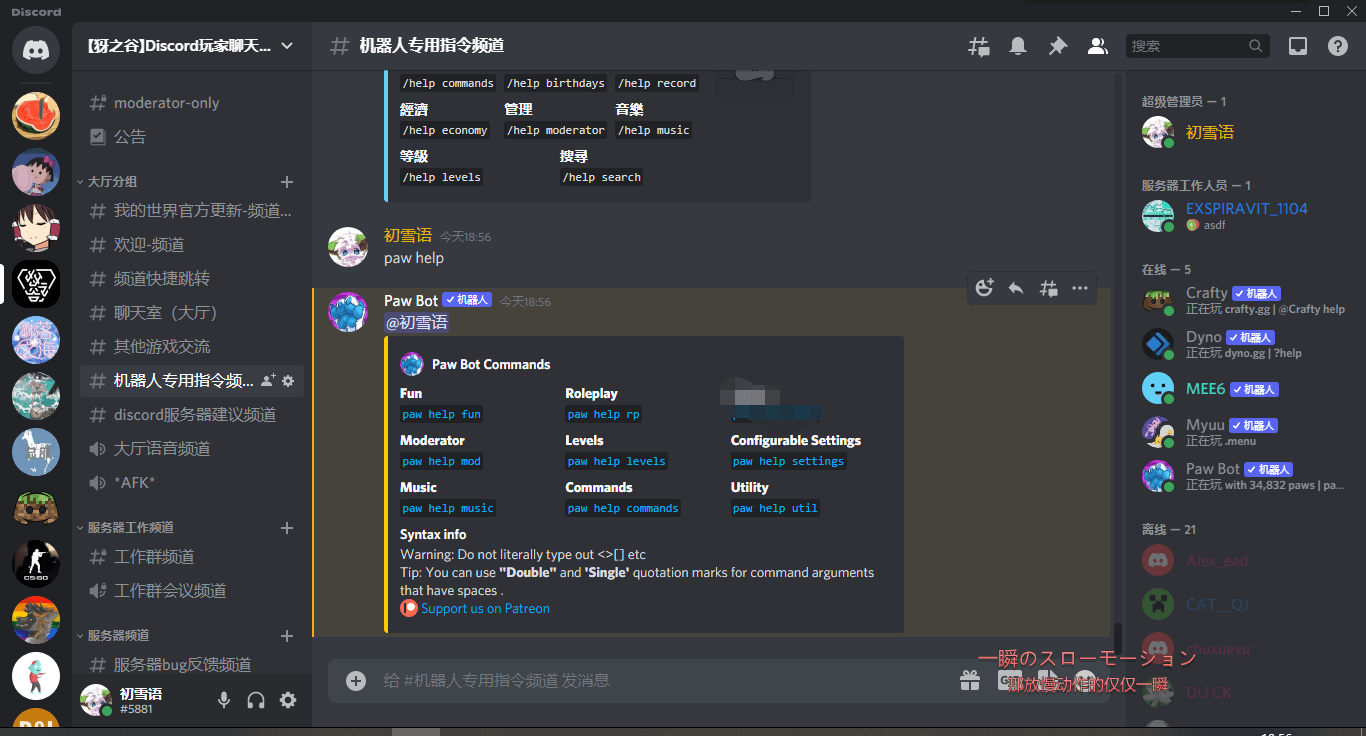 Discord
【犽之谷】Discord玩家聊天...
moderator-only
公告
大厅分组
我的世界官方更新-频道...
欢迎-频道
频道快捷跳转
聊天室（大厅）
其他游戏交流
机器人专用指令频...
discord服务器建议频道
大厅语音频道
*AFK*
服务器工作频道
工作群频道
工作群会议频道
服务器频道
服务器bug反馈频道
初雪语
#5881
CS:GO
机器人专用指令频道
搜索
/help commands /help birthdays /help record
經濟 管理 音樂
/help economy /help moderator /help music
等級 搜尋
/help levels /help search
初雪语 今天18:56
paw help
Paw Bot 机器人 今天18:56
@初雪语
Paw Bot Commands
Fun Roleplay
paw help fun paw help rp
Moderator Levels Configurable Settings
paw help mod paw help levels paw help settings
Music Commands Utility
paw help music paw help commands paw help util
Syntax info
Warning: Do not literally type out <>[] etc
Tip: You can use "Double" and 'Single' quotation marks for command arguments
that have spaces .
Support us on Patreon
给 #机器人专用指令频道 发消息
一瞬のスローモーション
那放慢动作的仅仅一瞬
超级管理员 — 1
初雪语
服务器工作人员 — 1
EXSPIRAVIT_1104
asdf
在线 — 5
Crafty 机器人
正在玩 crafty.gg | @Crafty help
Dyno 机器人
正在玩 dyno.gg | ?help
MEE6 机器人
Myuu 机器人
正在玩 .menu
Paw Bot 机器人
正在玩 with 34,832 paws | pa...
离线 — 21
Alex_ead
CAT__QJ
chuxueyu
DU CK